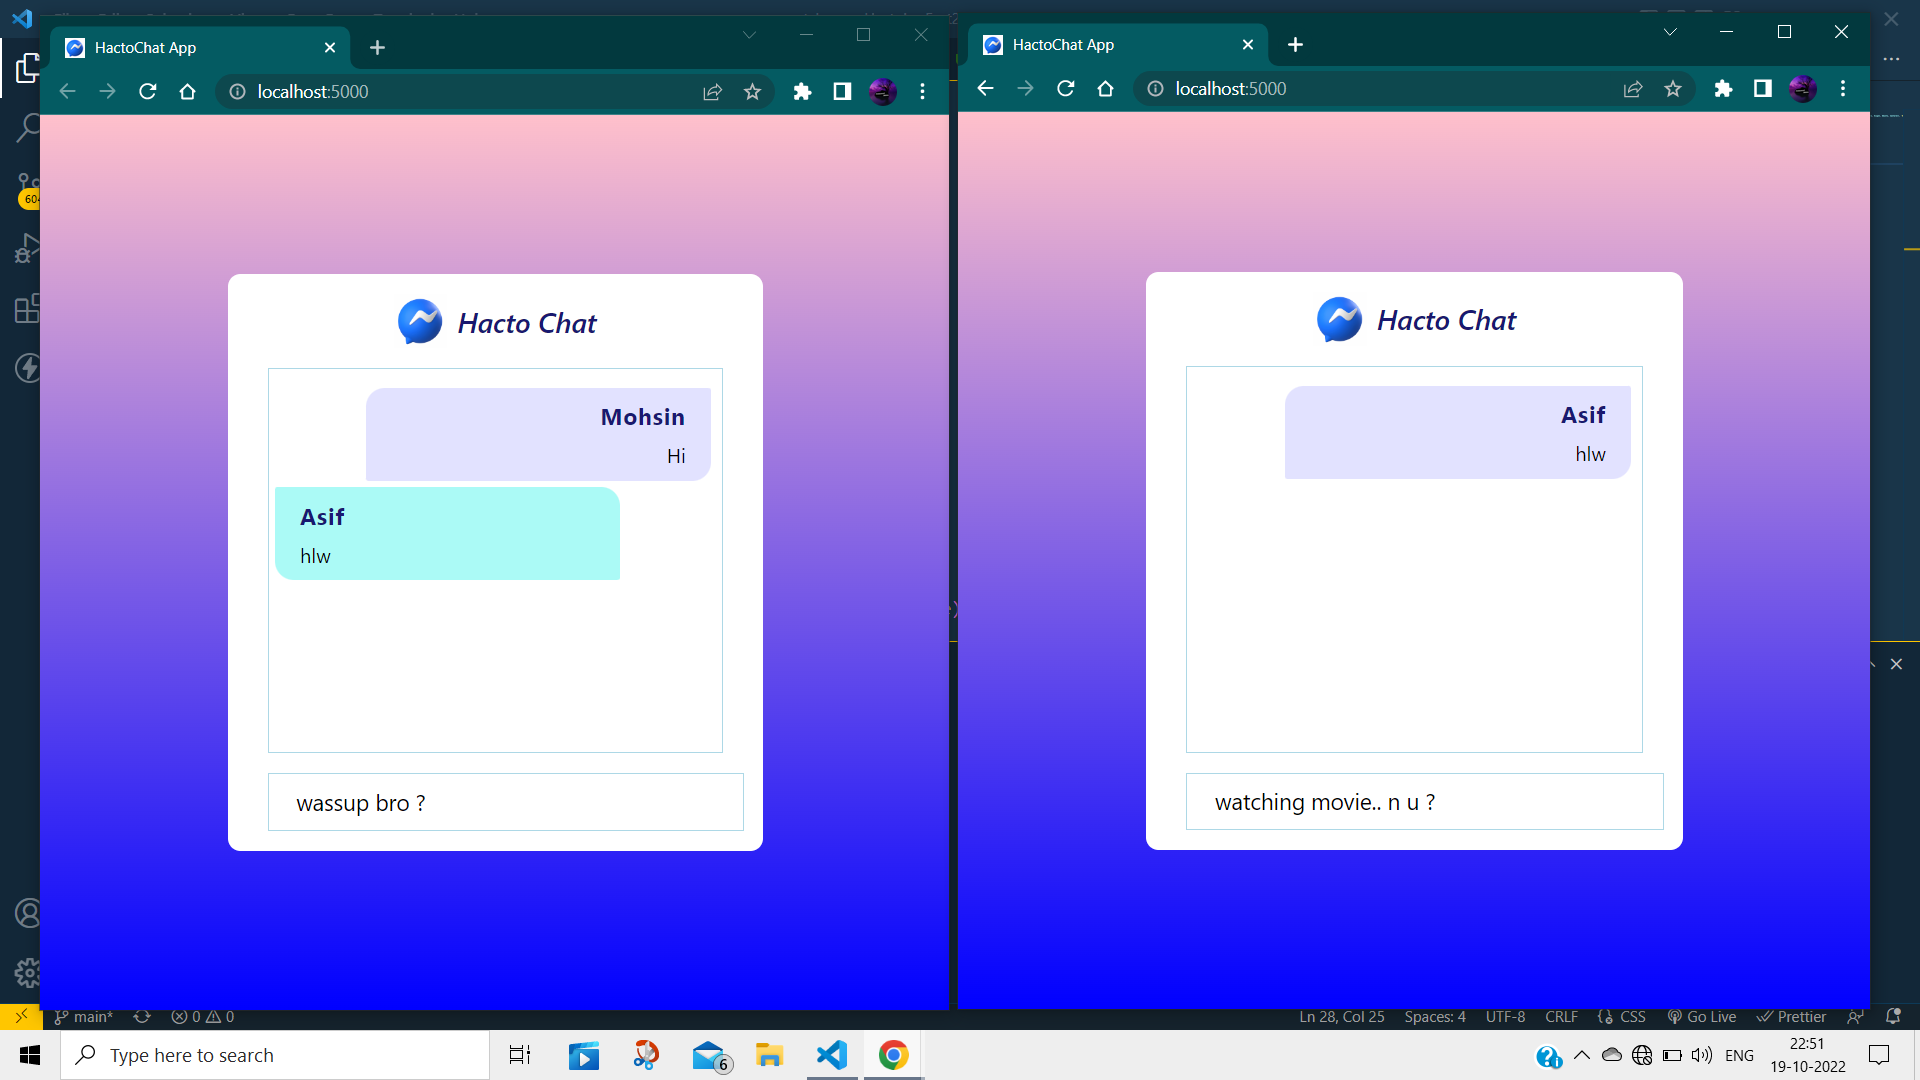 HactoChat App
localhost:5000
Hacto Chat
Mohsin
Hi
Asif
hlw
wassup bro ?
HactoChat App
localhost:5000
Hacto Chat
Asif
hlw
watching movie.. n u ?
main* 0 0
Ln 28, Col 25 Spaces: 4 UTF-8 CRLF CSS Go Live Prettier
Type here to search
6
ENG
22:51
19-10-2022